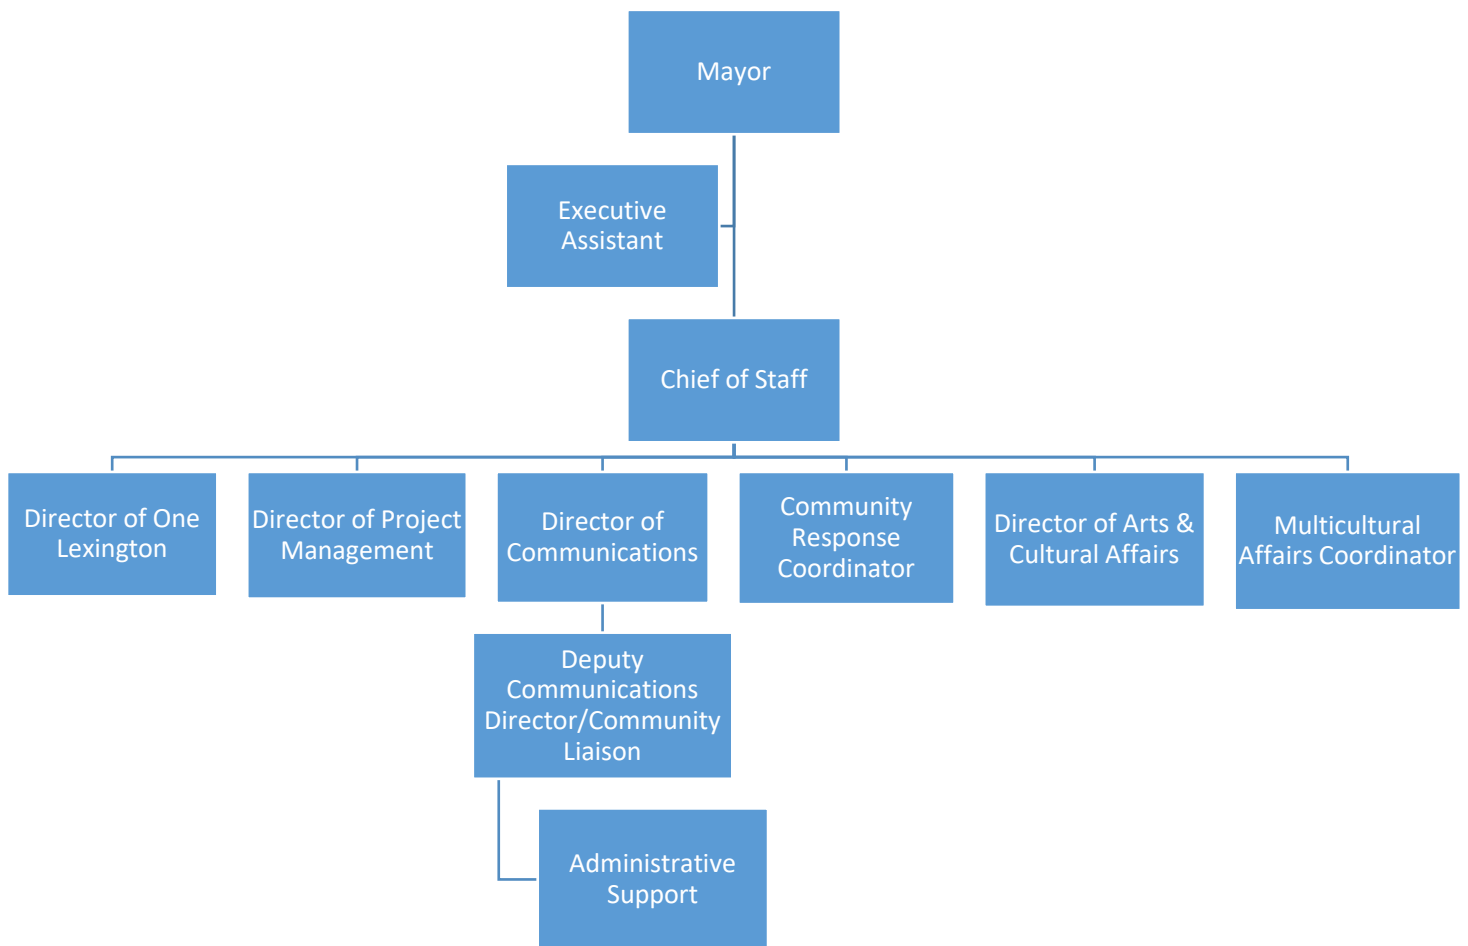 Mayor
Executive
Assistant
Chief of Staff
Director of One
Lexington
Director of Project
Management
Director of
Communications
Community
Response
Coordinator
Director of Arts &
Cultural Affairs
Multicultural
Affairs Coordinator
Deputy
Communications
Director/Community
Liaison
Administrative
Support